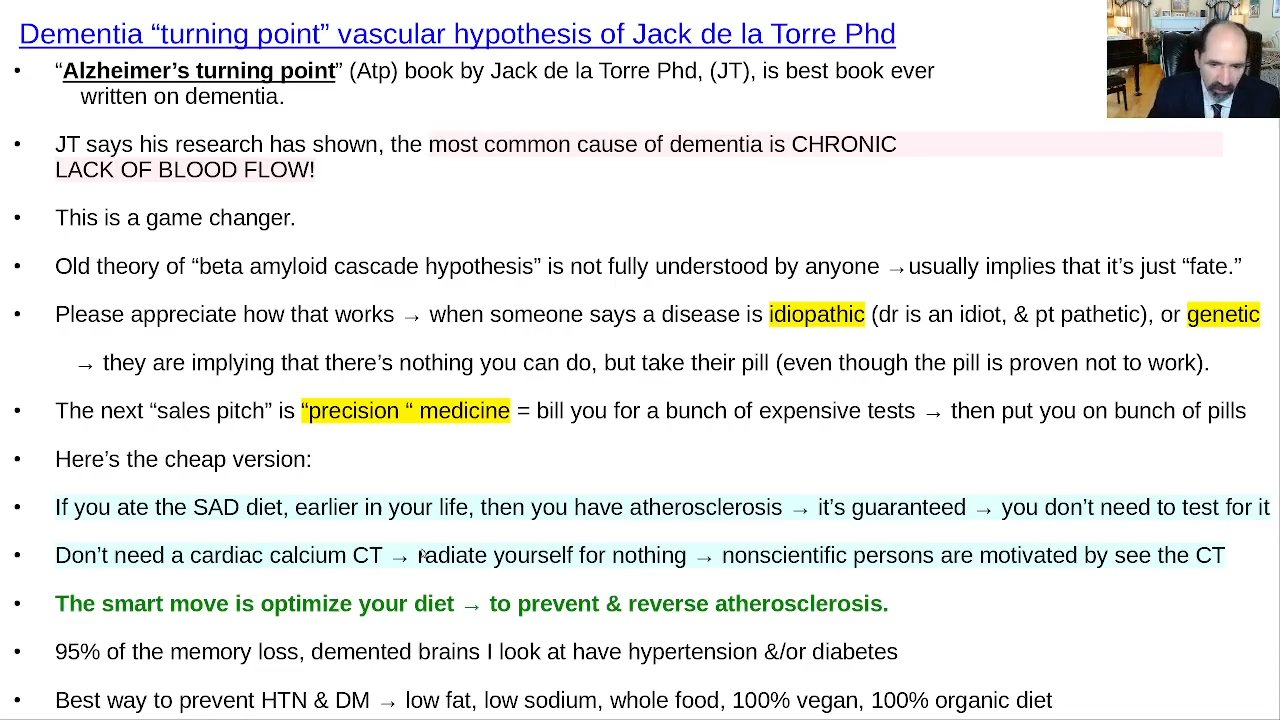 Dementia “turning point” vascular hypothesis of Jack de la Torre Phd
• “Alzheimer’s turning point” (Atp) book by Jack de la Torre Phd, (JT), is best book ever
written on dementia.
• JT says his research has shown, the most common cause of dementia is CHRONIC
LACK OF BLOOD FLOW!
• This is a game changer.
• Old theory of “beta amyloid cascade hypothesis” is not fully understood by anyone →usually implies that it’s just “fate.”
• Please appreciate how that works → when someone says a disease is idiopathic (dr is an idiot, & pt pathetic), or genetic
→ they are implying that there’s nothing you can do, but take their pill (even though the pill is proven not to work).
• The next “sales pitch” is “precision “ medicine = bill you for a bunch of expensive tests → then put you on bunch of pills
• Here’s the cheap version:
• If you ate the SAD diet, earlier in your life, then you have atherosclerosis → it’s guaranteed → you don’t need to test for it
• Don’t need a cardiac calcium CT → radiate yourself for nothing → nonscientific persons are motivated by see the CT
• The smart move is optimize your diet → to prevent & reverse atherosclerosis.
• 95% of the memory loss, demented brains I look at have hypertension &/or diabetes
• Best way to prevent HTN & DM → low fat, low sodium, whole food, 100% vegan, 100% organic diet